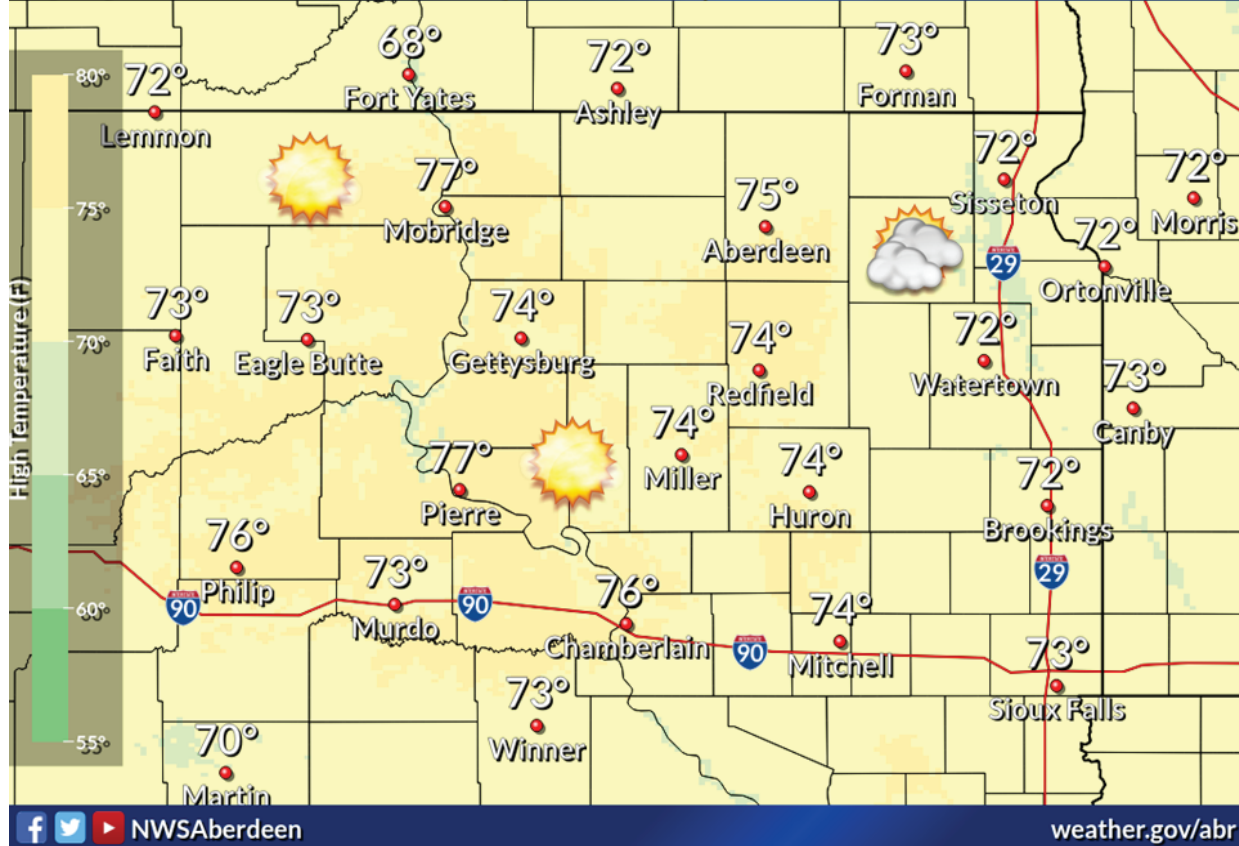 68°
Fort Yates
72°
Ashley
73°
Forman
80°
72°
Lemmon
77°
Mobridge
75°
Aberdeen
72°
Sisseton
72°
Morris
75°
29
72°
Ortonville
High Temperature (F)
73°
Faith
73°
Eagle Butte
74°
Gettysburg
74°
Redfield
72°
Watertown
73°
Canby
70°
74°
Miller
77°
Pierre
74°
Huron
72°
Brookings
65°
76°
Philip
73°
Murdo
76°
Chamberlain
74°
Mitchell
29
60°
90
90
90
73°
Sioux Falls
73°
Winner
55°
70°
Martin
NWSAberdeen
weather.gov/abr